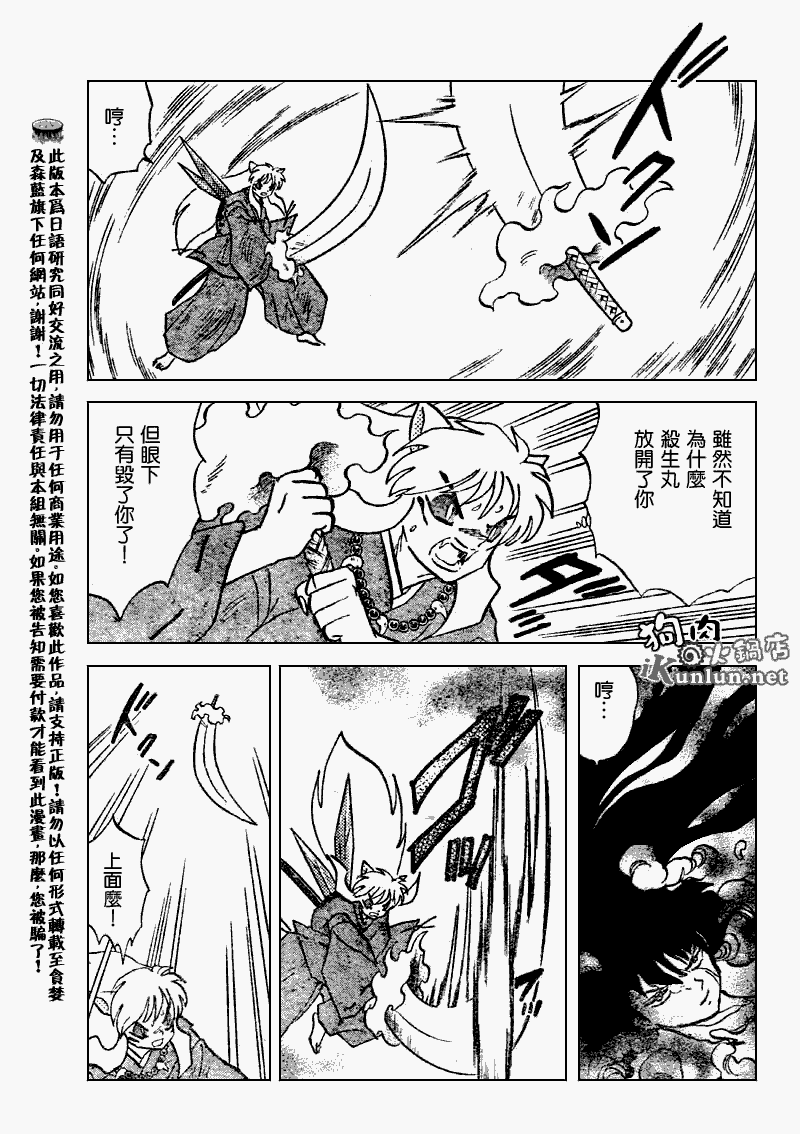 ドン
哼…
雖然不知道
為什麼
殺生丸
放開了你
但眼下
只有毀了你了！
ダッ
狗肉火鍋店
iKunlun.net
哼…
上面麼！
此版本爲日語研究同好交流之用，請勿用于任何商業用途。如您喜歡此作品，請支持正版！請勿以任何形式轉載至貪婪
及森藍旗下任何網站，謝謝！一切法律責任與本組無關。如果您被告知需要付款才能看到此漫畫，那麼，您被騙了！